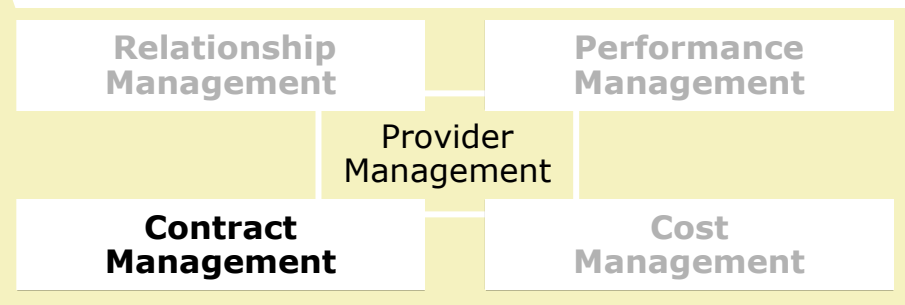 Relationship
Management
Performance
Management
Provider
Management
Contract
Management
Cost
Management